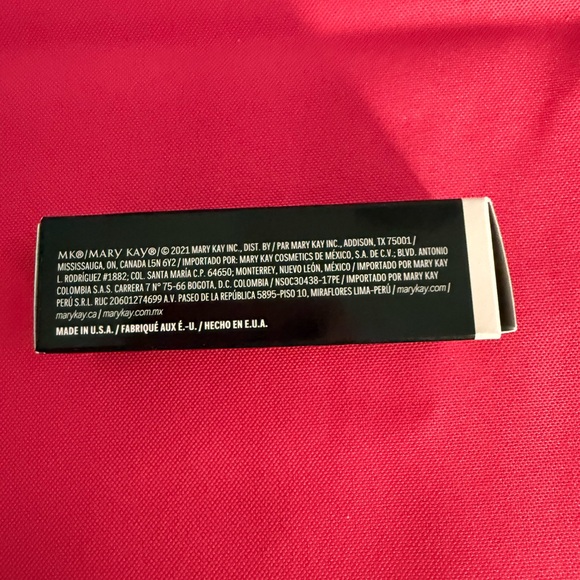 MK®/MARY KAY®/© 2021 MARY KAY INC., DIST. BY / PAR MARY KAY INC., ADDISON, TX 75001 /
MISSISSAUGA, ON, CANADA L5N 6Y2 / IMPORTADO POR: MARY KAY COSMETICS DE MÉXICO, S.A. DE C.V.; BLVD. ANTONIO
L. RODRÍGUEZ #1882; COL. SANTA MARÍA C.P. 64650; MONTERREY, NUEVO LEÓN, MÉXICO / IMPORTADO POR MARY KAY
COLOMBIA S.A.S. CARRERA 7 N° 75-66 BOGOTA, D.C. COLOMBIA / NSOC30438-17PE / IMPORTADO POR MARY KAY
PERÚ S.R.L. RUC 20601274699 A.V. PASEO DE LA REPÚBLICA 5895-PISO 10, MIRAFLORES LIMA-PERÚ / marykay.com /
marykay.ca / marykay.com.mx
MADE IN U.S.A. / FABRIQUÉ AUX É.-U. / HECHO EN E.U.A.